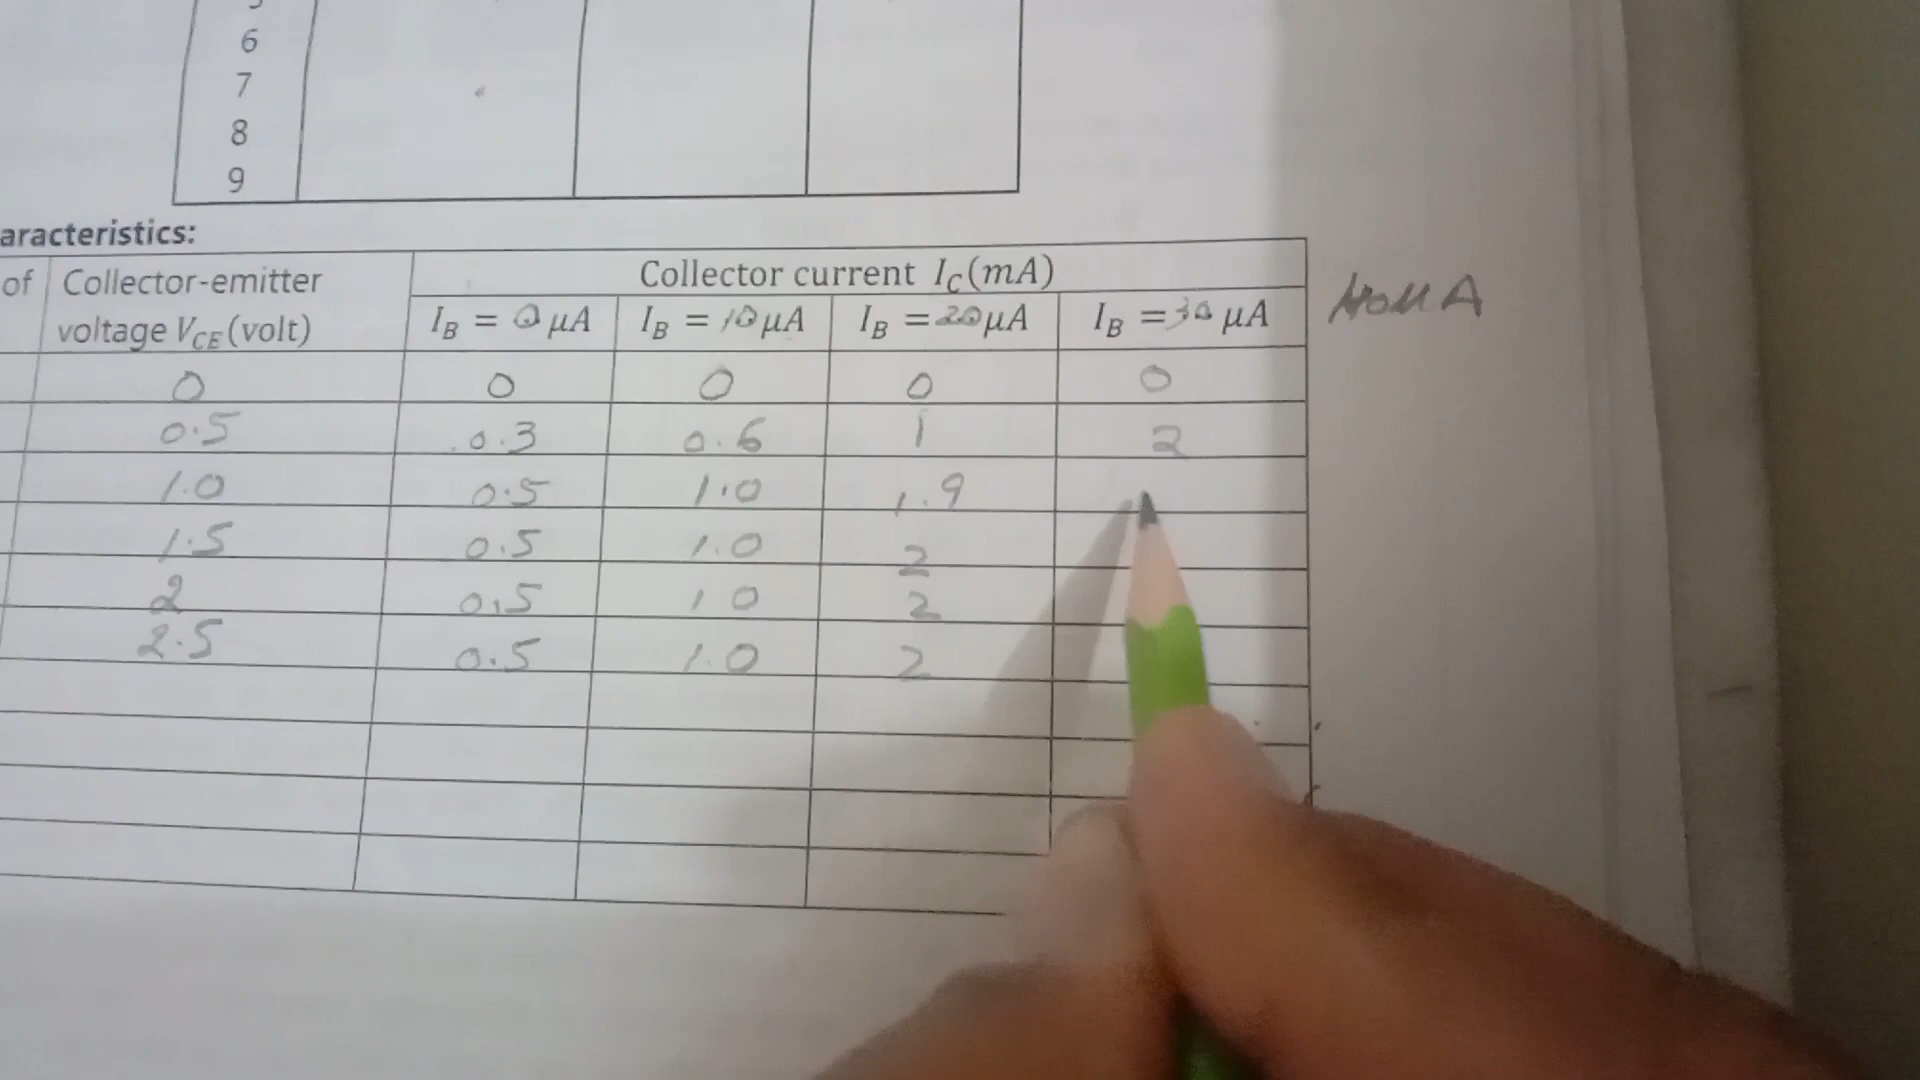 6
7
8
9
aracteristics:
of Collector-emitter voltage V_CE (volt) Collector current I_C (mA)
I_B = 0 μA I_B = 10 μA I_B = 20 μA I_B = 30 μA 40μA
0 0 0 0 0
0.5 0.3 0.6 1 2
1.0 0.5 1.0 1.9
1.5 0.5 1.0 2
2 0.5 1 0 2
2.5 0.5 1.0 2